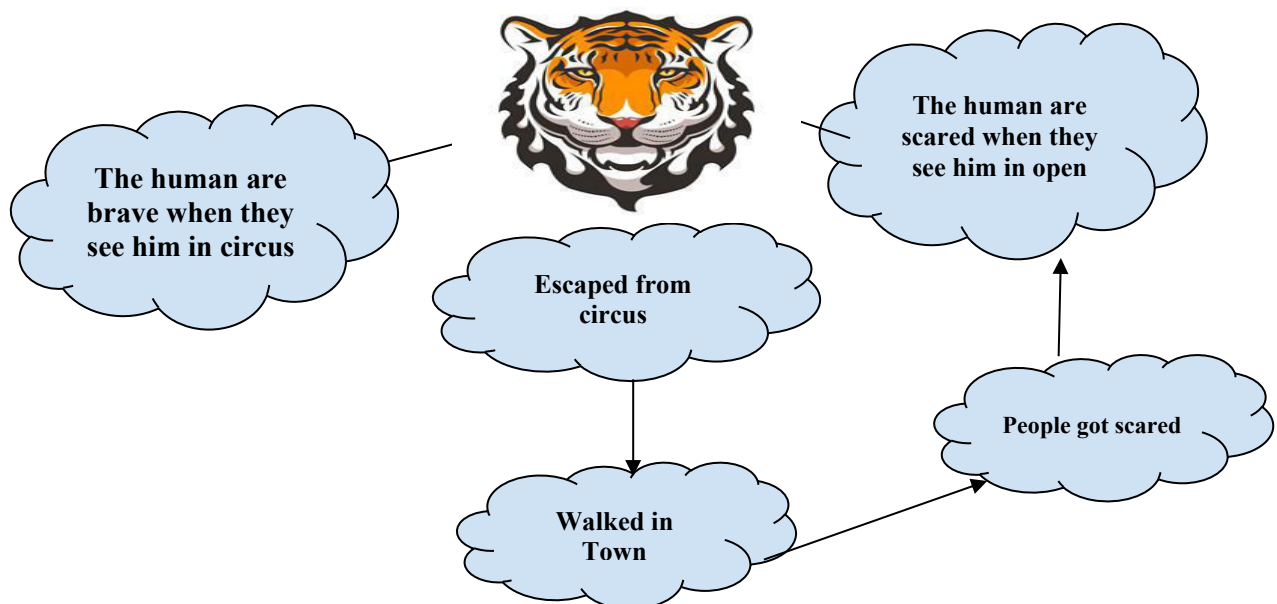 The human are
brave when they
see him in circus
The human are
scared when they
see him in open
Escaped from
circus
People got scared
Walked in
Town